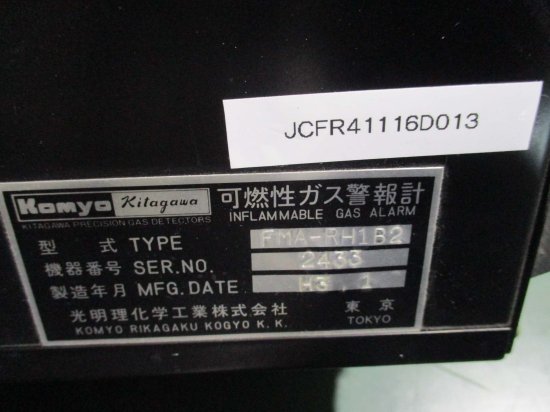 JCFR41116D013
Komyo Kitagawa 可燃性ガス警報計
KITAGAWA PRECISION GAS DETECTORS INFLAMMABLE GAS ALARM
型 式 TYPE FMA-RH1B2
機器番号 SER.NO. 2433
製造年月 MFG.DATE H3.1
光明理化学工業株式会社 東 京
KOMYO RIKAGAKU KOGYO K.K. TOKYO